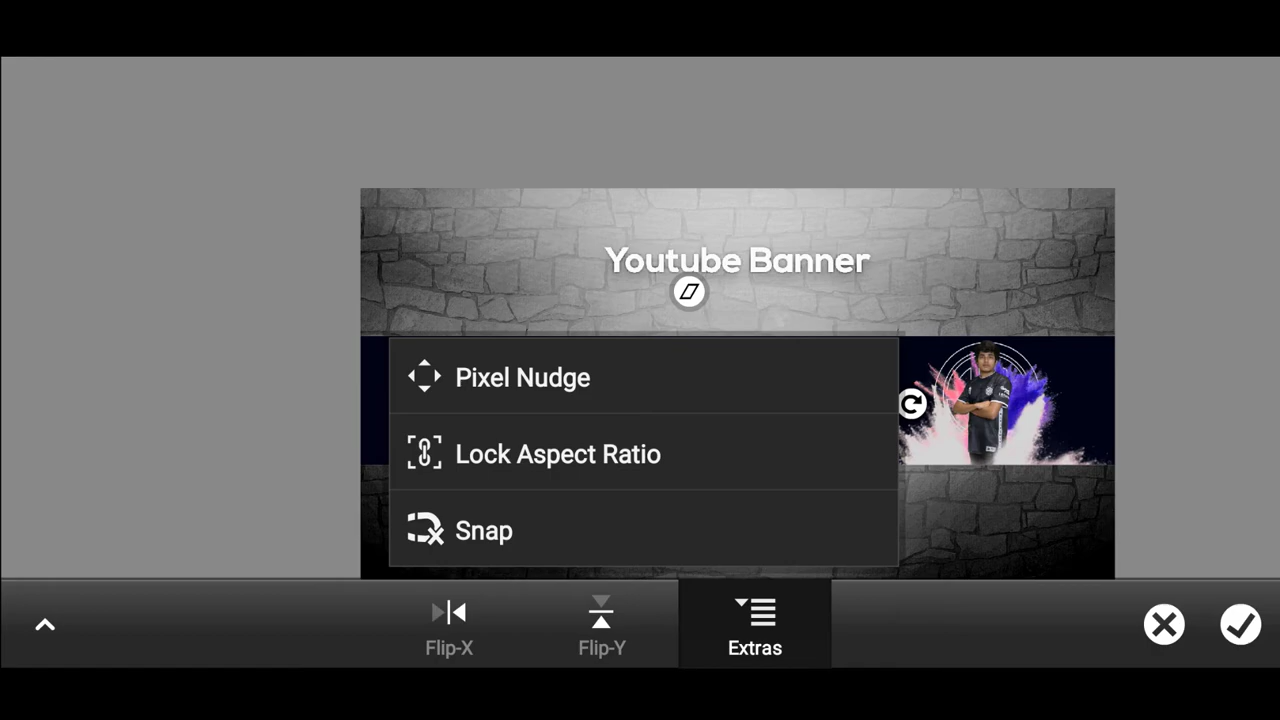 Youtube Banner
Pixel Nudge
Lock Aspect Ratio
Snap
Flip-X
Flip-Y
Extras